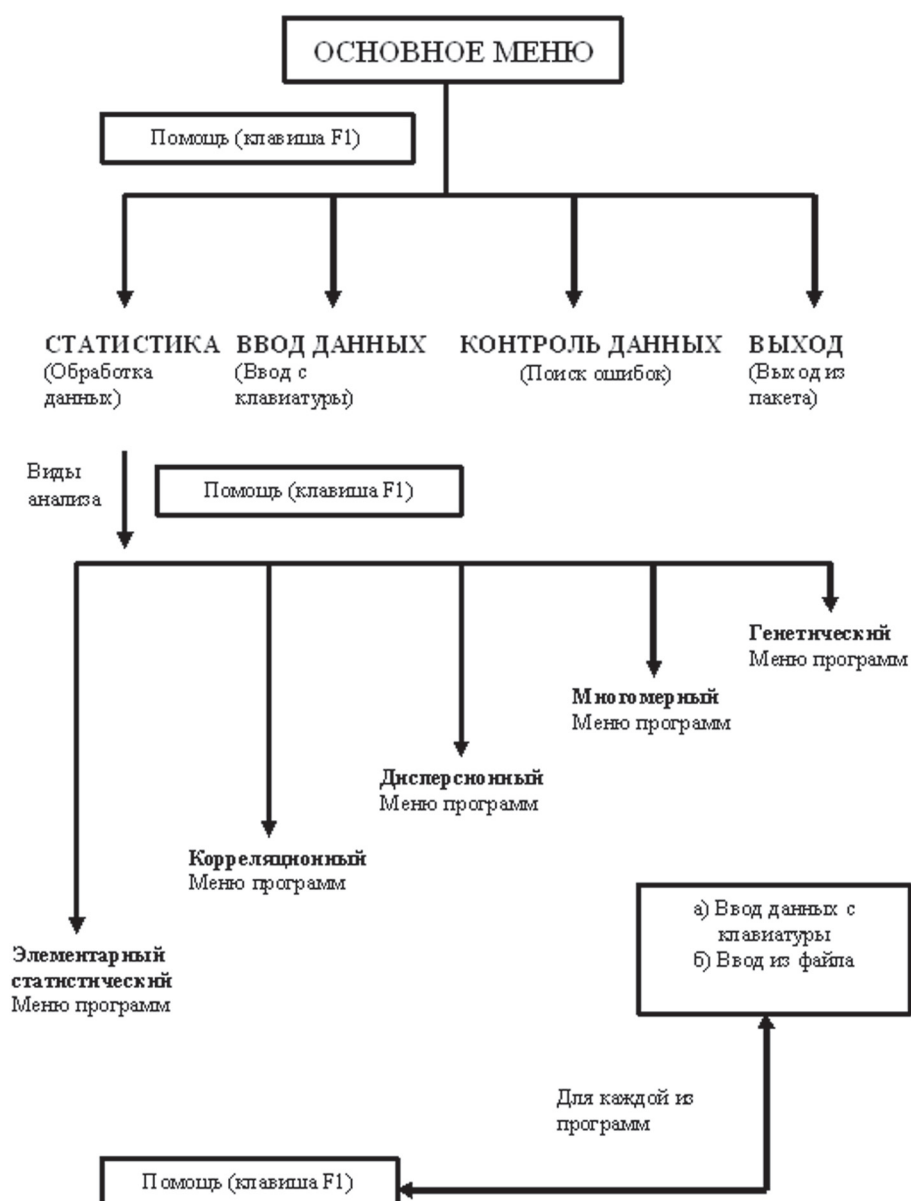 ОСНОВНОЕ МЕНЮ
Помощь (клавиша F1)
СТАТИСТИКА
(Обработка
данных)
ВВОД ДАННЫХ
(Ввод с
клавиатуры)
КОНТРОЛЬ ДАННЫХ
(Поиск ошибок)
ВЫХОД
(Выход из
пакета)
Виды
анализа
Помощь (клавиша F1)
Генетический
Меню программ
Многомерный
Меню программ
Дисперсионный
Меню программ
Корреляционный
Меню программ
Элементарный
статистический
Меню программ
а) Ввод данных с
клавиатуры
б) Ввод из файла
Для каждой из
программ
Помощь (клавиша F1)